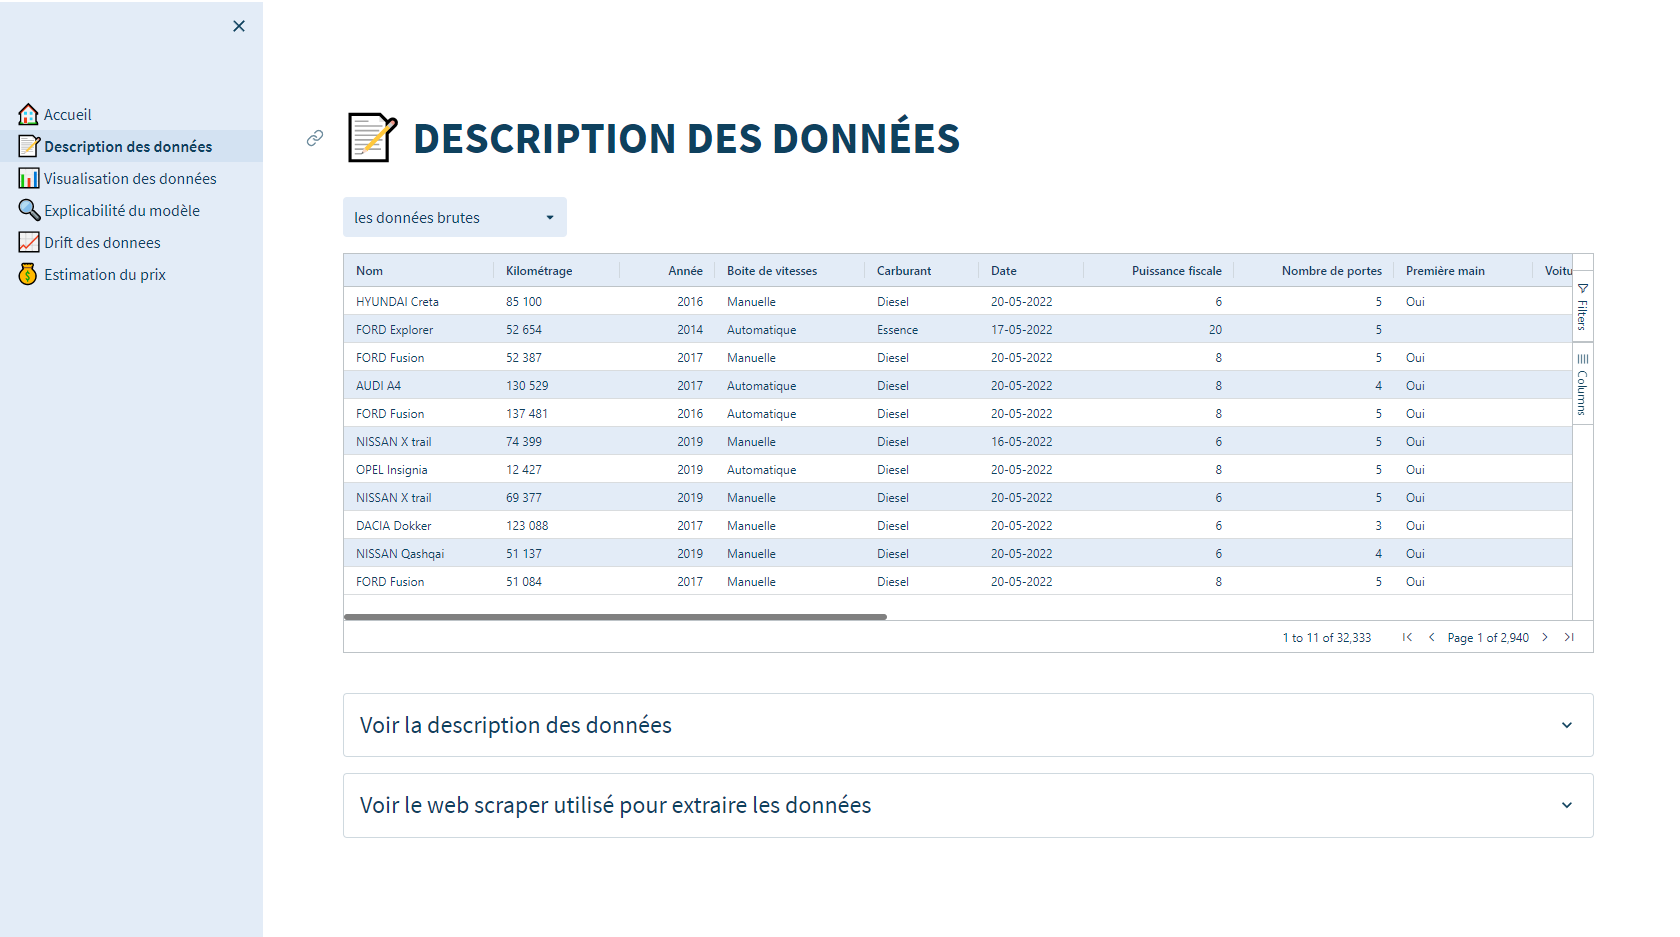 Accueil
Description des données
Visualisation des données
Explicabilité du modèle
Drift des donnees
Estimation du prix
DESCRIPTION DES DONNÉES
les données brutes
Nom Kilométrage Année Boite de vitesses Carburant Date Puissance fiscale Nombre de portes Première main Voitu
HYUNDAI Creta 85 100 2016 Manuelle Diesel 20-05-2022 6 5 Oui
FORD Explorer 52 654 2014 Automatique Essence 17-05-2022 20 5
FORD Fusion 52 387 2017 Manuelle Diesel 20-05-2022 8 5 Oui
AUDI A4 130 529 2017 Automatique Diesel 20-05-2022 8 4 Oui
FORD Fusion 137 481 2016 Automatique Diesel 20-05-2022 8 5 Oui
NISSAN X trail 74 399 2019 Manuelle Diesel 16-05-2022 6 5 Oui
OPEL Insignia 12 427 2019 Automatique Diesel 20-05-2022 8 5 Oui
NISSAN X trail 69 377 2019 Manuelle Diesel 20-05-2022 6 5 Oui
DACIA Dokker 123 088 2017 Manuelle Diesel 20-05-2022 6 3 Oui
NISSAN Qashqai 51 137 2019 Manuelle Diesel 20-05-2022 6 4 Oui
FORD Fusion 51 084 2017 Manuelle Diesel 20-05-2022 8 5 Oui
Filters
Columns
1 to 11 of 32,333 Page 1 of 2,940
Voir la description des données
Voir le web scraper utilisé pour extraire les données